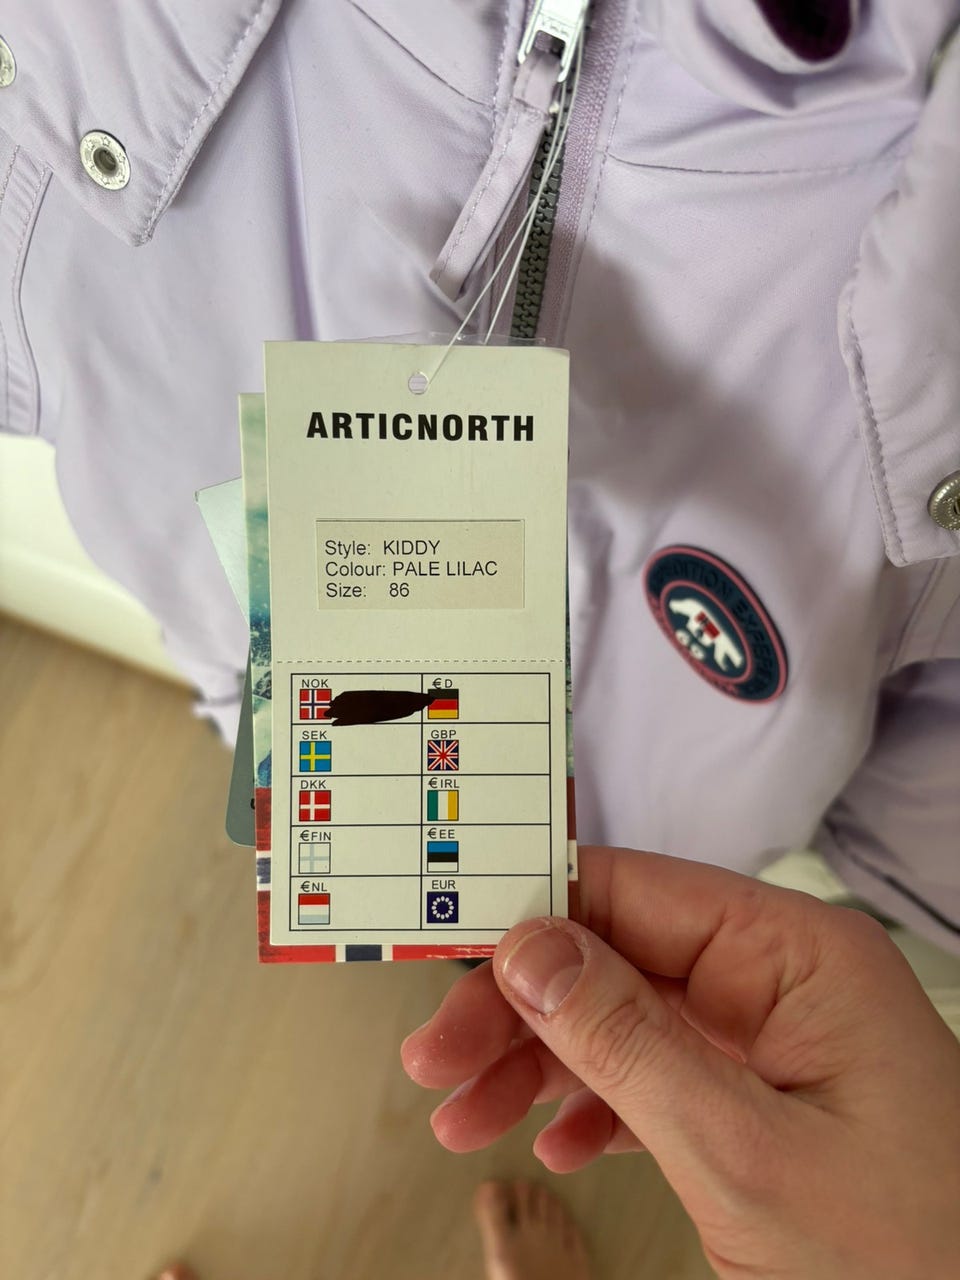 ARTICNORTH
Style: KIDDY
Colour: PALE LILAC
Size: 86
NOK €D
SEK GBP
DKK €IRL
€FIN €EE
€NL EUR